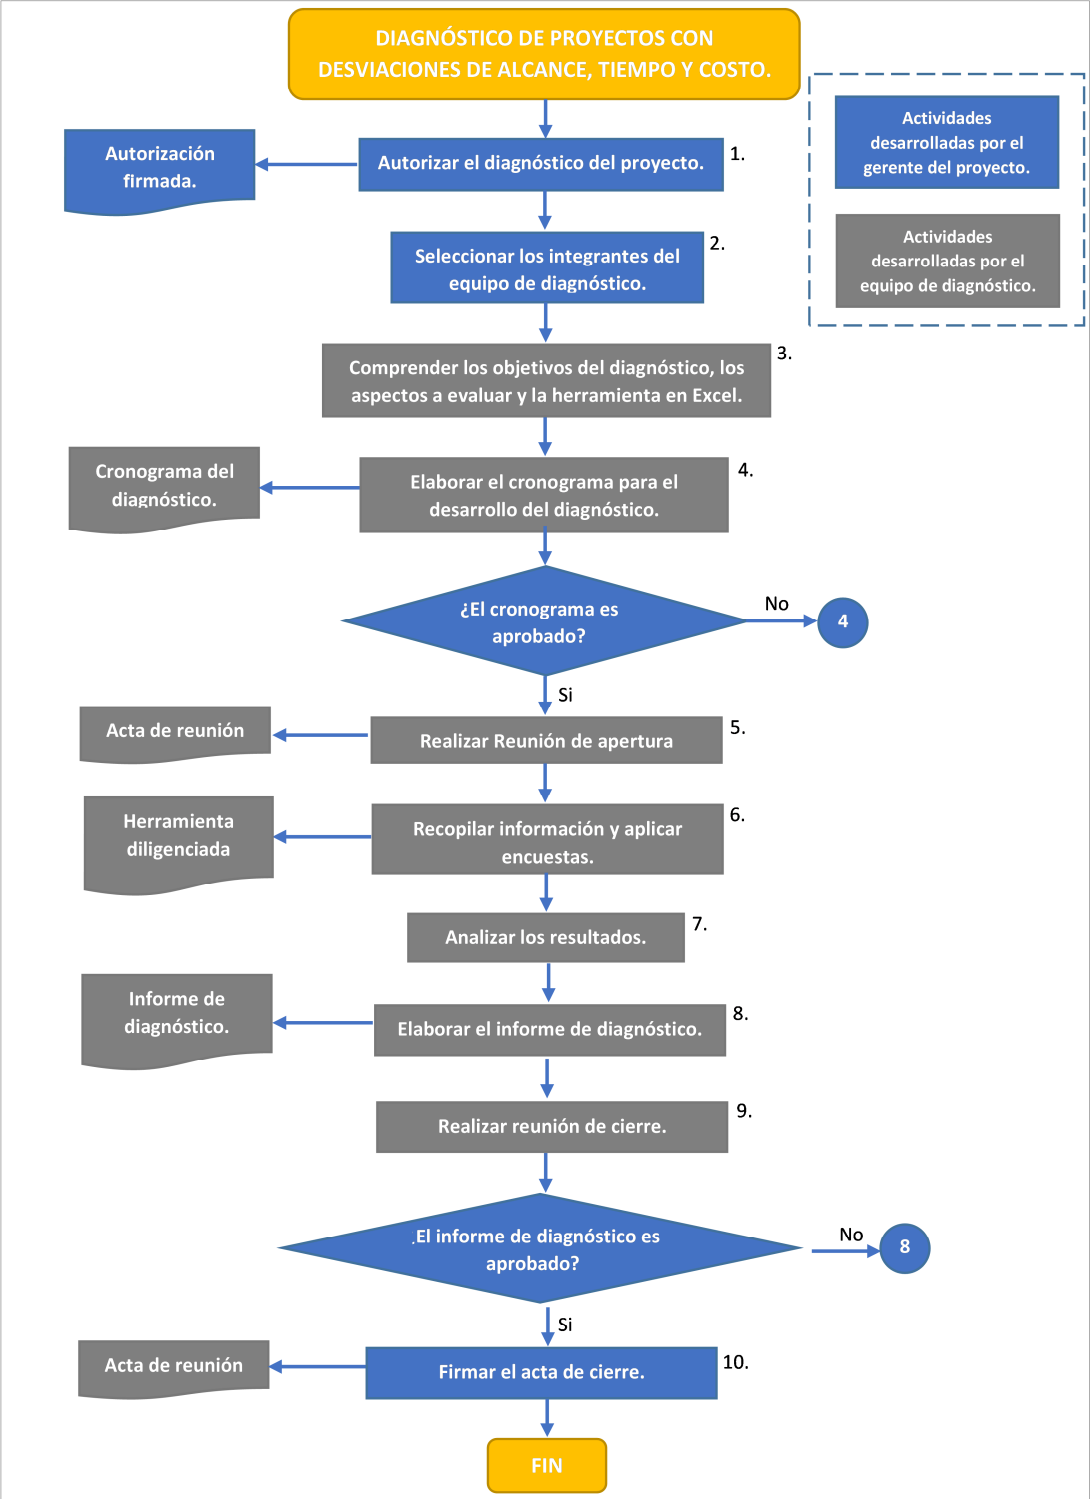 DIAGNÓSTICO DE PROYECTOS CON
DESVIACIONES DE ALCANCE, TIEMPO Y COSTO.
Actividades
desarrolladas por el
gerente del proyecto.
Actividades
desarrolladas por el
equipo de diagnóstico.
Autorización
firmada.
Autorizar el diagnóstico del proyecto.
1.
Seleccionar los integrantes del
equipo de diagnóstico.
2.
Comprender los objetivos del diagnóstico, los
aspectos a evaluar y la herramienta en Excel.
3.
Cronograma del
diagnóstico.
Elaborar el cronograma para el
desarrollo del diagnóstico.
4.
¿El cronograma es
aprobado?
No
4
Si
Acta de reunión
Realizar Reunión de apertura
5.
Herramienta
diligenciada
Recopilar información y aplicar
encuestas.
6.
Analizar los resultados.
7.
Informe de
diagnóstico.
Elaborar el informe de diagnóstico.
8.
Realizar reunión de cierre.
9.
¿El informe de diagnóstico es
aprobado?
No
8
Si
Acta de reunión
Firmar el acta de cierre.
10.
FIN